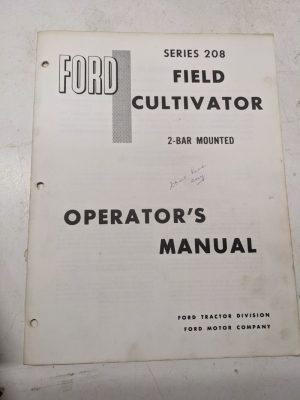 FORD
SERIES 208
FIELD
CULTIVATOR
2-BAR MOUNTED
OPERATOR'S
MANUAL
FORD TRACTOR DIVISION
FORD MOTOR COMPANY